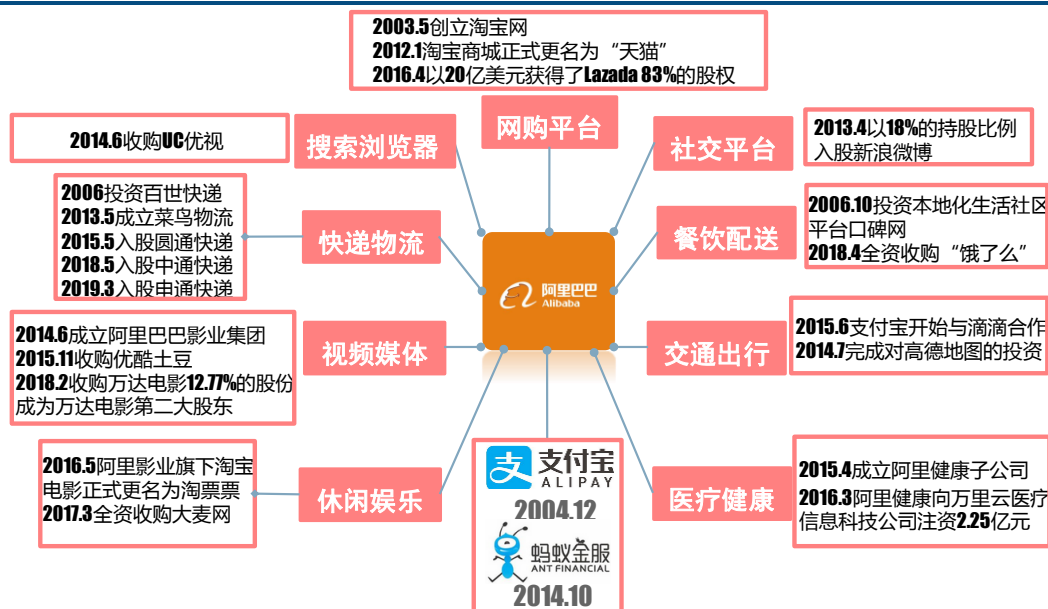 2003.5创立淘宝网
2012.1淘宝商城正式更名为“天猫”
2016.4以20亿美元获得了Lazada 83%的股权
网购平台
2014.6收购UC优视
搜索浏览器
社交平台
2013.4以18%的持股比例
入股新浪微博
2006投资百世快递
2013.5成立菜鸟物流
2015.5入股圆通快递
2018.5入股中通快递
2019.3入股申通快递
快递物流
餐饮配送
2006.10投资本地化生活社区
平台口碑网
2018.4全资收购“饿了么”
阿里巴巴
Alibaba
2014.6成立阿里巴巴影业集团
2015.11收购优酷土豆
2018.2收购万达电影12.77%的股份
成为万达电影第二大股东
视频媒体
交通出行
2015.6支付宝开始与滴滴合作
2014.7完成对高德地图的投资
2016.5阿里影业旗下淘宝
电影正式更名为淘票票
2017.3全资收购大麦网
休闲娱乐
支 支付宝
ALIPAY
2004.12
蚂蚁金服
ANT FINANCIAL
2014.10
医疗健康
2015.4成立阿里健康子公司
2016.3阿里健康向万里云医疗
信息科技公司注资2.25亿元